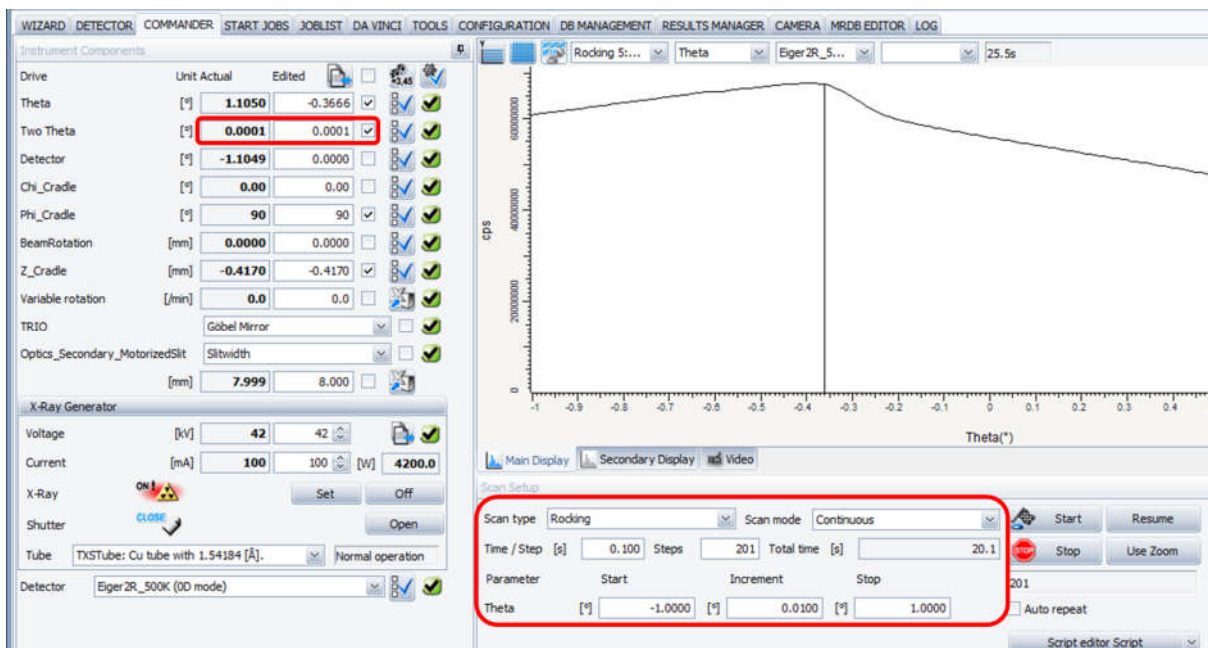 WIZARD DETECTOR COMMANDER START JOBS JOBLIST DA VINCI TOOLS CONFIGURATION DB MANAGEMENT RESULTS MANAGER CAMERA MRDB EDITOR LOG
Instrument Components
Drive Unit Actual Edited
Theta [°] 1.1050 -0.3666
Two Theta [°] 0.0001 0.0001
Detector [°] -1.1049 0.0000
Chi_Cradle [°] 0.00 0.00
Phi_Cradle [°] 90 90
BeamRotation [mm] 0.0000 0.0000
Z_Cradle [mm] -0.4170 -0.4170
Variable rotation [/min] 0.0 0.0
TRIO Göbel Mirror
Optics_Secondary_MotorizedSlit Slitwidth
[mm] 7.999 8.000
X-Ray Generator
Voltage [kV] 42 42
Current [mA] 100 100 [W] 4200.0
X-Ray ON! Set Off
Shutter CLOSE Open
Tube TXSTube: Cu tube with 1.54184 [Å]. Normal operation
Detector Eiger2R_500K (0D mode)
Rocking 5:... Theta Eiger2R_5... 25.5s
60000000
40000000
20000000
0
cps
-1 -0.9 -0.8 -0.7 -0.6 -0.5 -0.4 -0.3 -0.2 -0.1 0 0.1 0.2 0.3 0.4
Theta(°)
Main Display Secondary Display Video
Scan Setup
Scan type Rocking Scan mode Continuous Start Resume
Time / Step [s] 0.100 Steps 201 Total time [s] 20.1 STOP Stop Use Zoom
Parameter Start Increment Stop 201
Theta [°] -1.0000 [°] 0.0100 [°] 1.0000 Auto repeat
Script editor Script